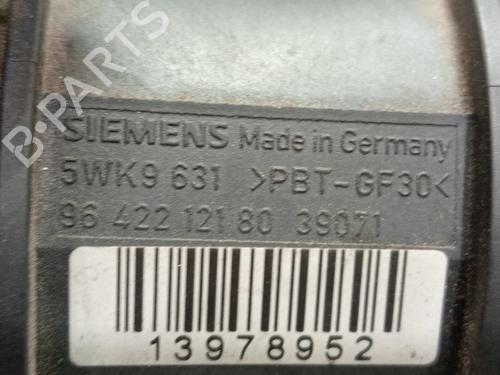 SIEMENS Made in Germany
5WK9 631 >PBT-GF30<
96 422 121 80 39071
13978952
B-PARTS